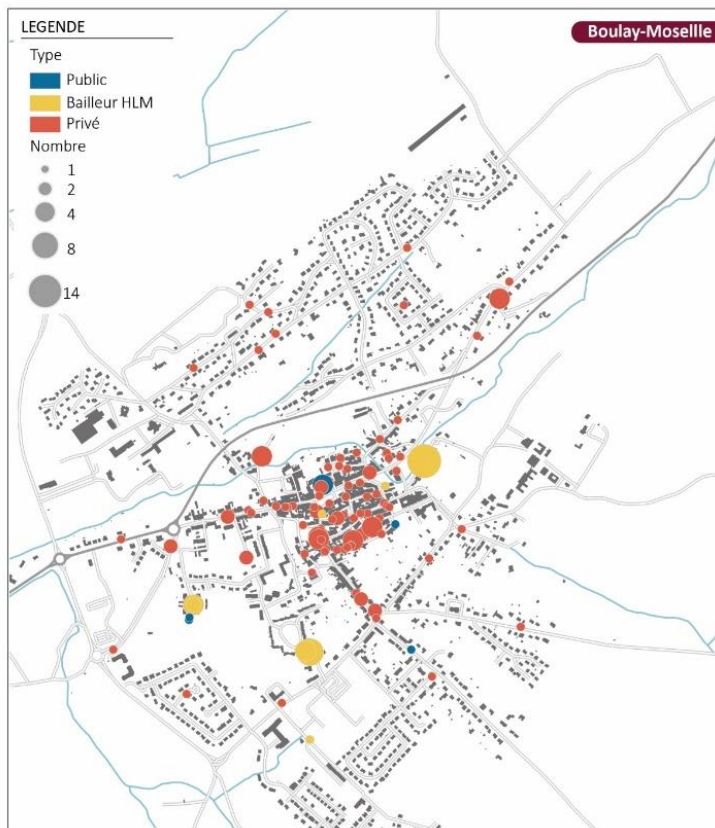 LEGENDE
Boulay-Mosellle
Type
Public
Bailleur HLM
Privé
Nombre
1
2
4
8
14